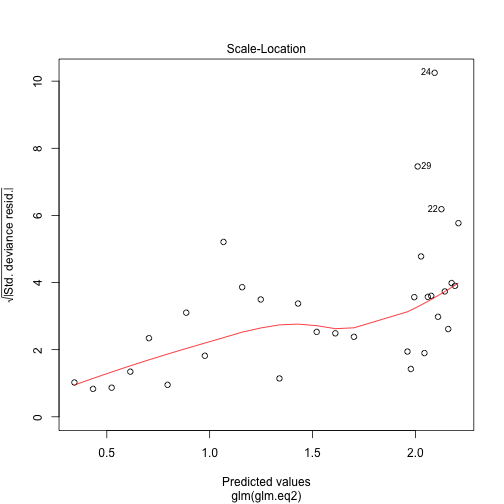 Scale-Location
√|Std. deviance resid.|
10
8
6
4
2
0
24
29
22
0.5 1.0 1.5 2.0
Predicted values
glm(glm.eq2)